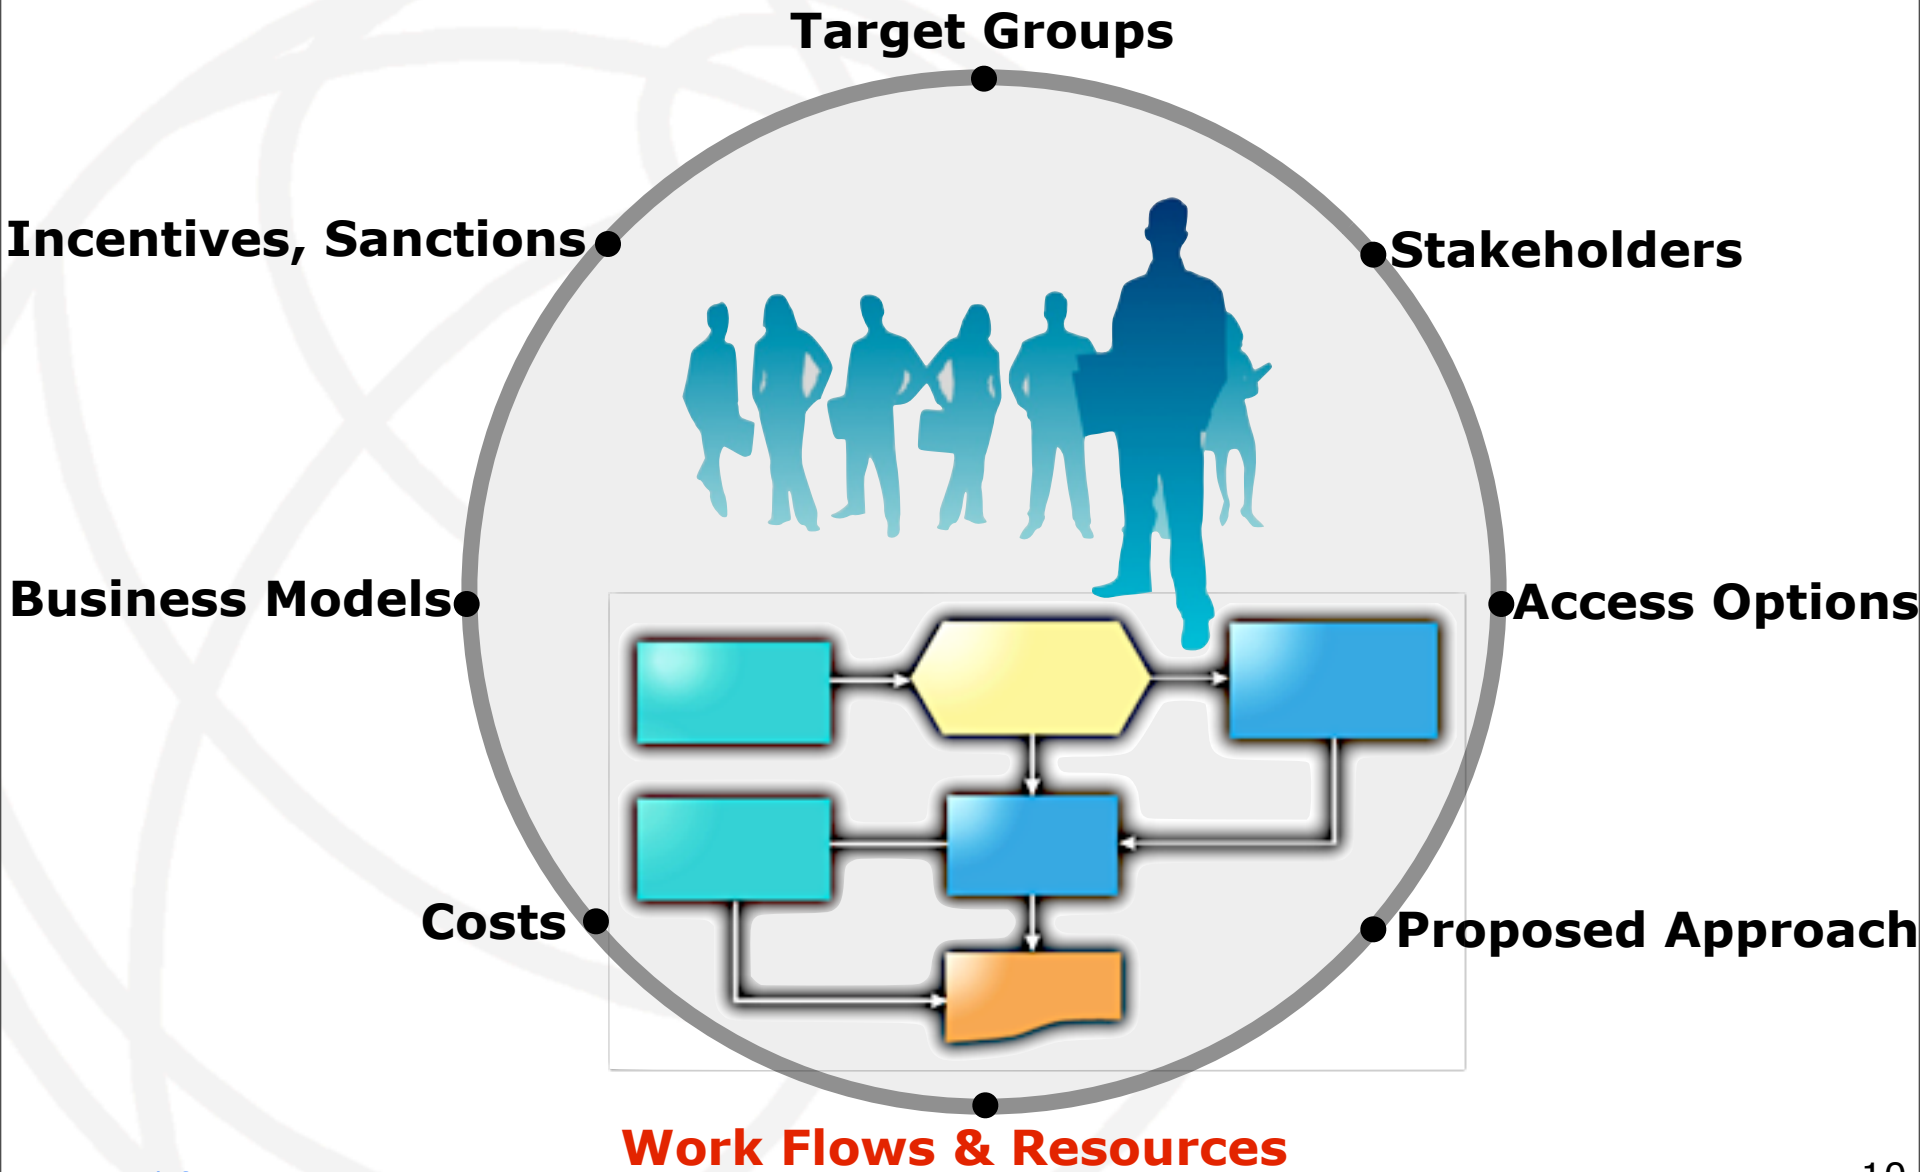 Target Groups
Incentives, Sanctions
Stakeholders
Business Models
Access Options
Costs
Proposed Approach
Work Flows & Resources